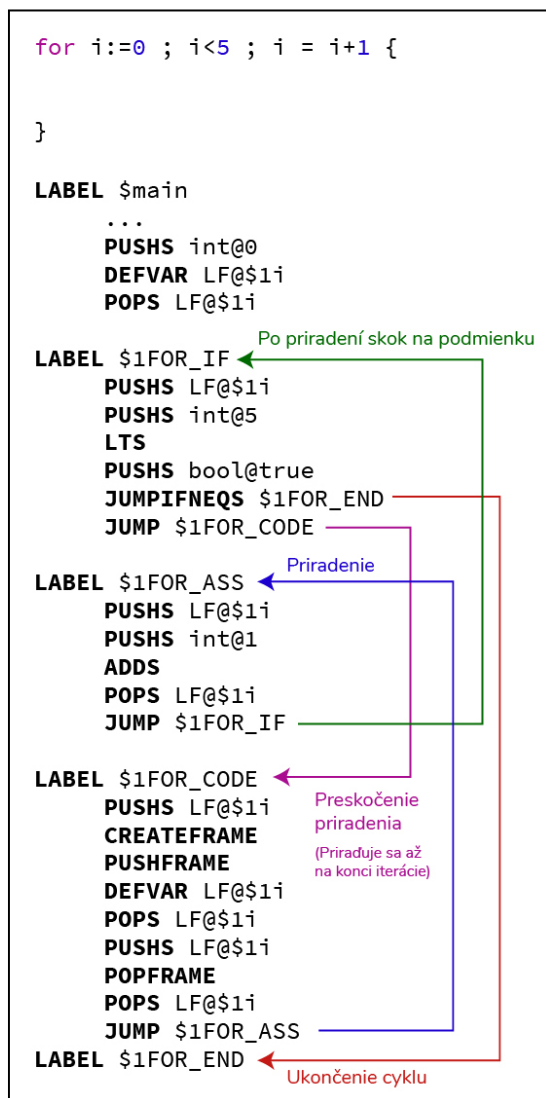 for i:=0 ; i<5 ; i = i+1 {
}
LABEL $main
...
PUSHS int@0
DEFVAR LF@$1i
POPS LF@$1i
Po priradení skok na podmienku
LABEL $1FOR_IF
PUSHS LF@$1i
PUSHS int@5
LTS
PUSHS bool@true
JUMPIFNEQS $1FOR_END
JUMP $1FOR_CODE
Priradenie
LABEL $1FOR_ASS
PUSHS LF@$1i
PUSHS int@1
ADDS
POPS LF@$1i
JUMP $1FOR_IF
LABEL $1FOR_CODE
Preskočenie
priradenia
(Priraďuje sa až
na konci iterácie)
PUSHS LF@$1i
CREATEFRAME
PUSHFRAME
DEFVAR LF@$1i
POPS LF@$1i
PUSHS LF@$1i
POPFRAME
POPS LF@$1i
JUMP $1FOR_ASS
LABEL $1FOR_END
Ukončenie cyklu